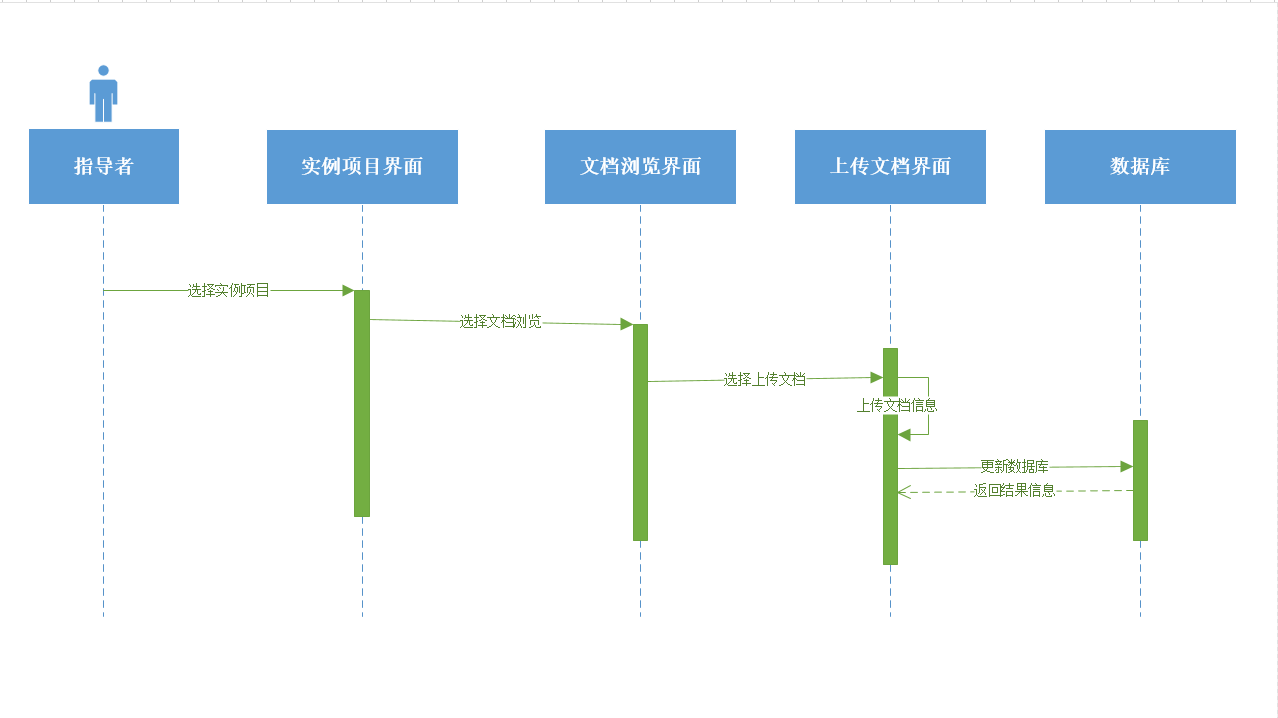 指导者
实例项目界面
文档浏览界面
上传文档界面
数据库
选择实例项目
选择文档浏览
选择上传文档
上传文档信息
更新数据库
返回结果信息